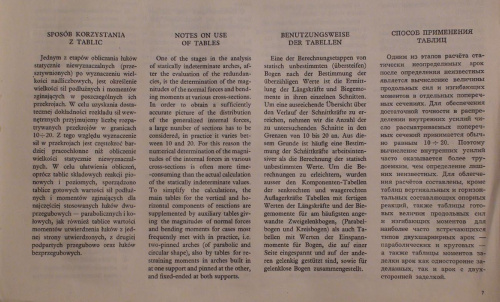 SPOSÓB KORZYSTANIA
Z TABLIC
Jednym z etapów obliczania łuków
statycznie niewyznaczalnych (prze-
sztywnionych) po wyznaczeniu wiel-
kości nadliczbowych, jest określenie
wielkości sił podłużnych i momentów
zginających w poszczególnych ich
przekrojach. W celu uzyskania dosta-
tecznej dokładności rozkładu sił we-
wnętrznych przyjmujemy liczbę rozpa-
trywanych przekrojów w granicach
10÷20. Z tego względu wyznaczenie
sił w przekrojach jest częstokroć bar-
dziej pracochłonne niż obliczenie
wielkości statycznie niewyznaczal-
nych. W celu ułatwienia obliczeń,
oprócz tablic składowych reakcji pio-
nowych i poziomych, sporządzono
tablice gotowych wartości sił podłuż-
nych i momentów zginających dla
najczęściej stosowanych łuków dwu-
przegubowych — parabolicznych i ko-
łowych, jak również tablice wartości
momentów utwierdzenia łuków z jed-
nej strony utwierdzonych, z drugiej
podpartych przegubowo oraz łuków
bezprzegubowych.
NOTES ON USE
OF TABLES
One of the stages in the analysis
of statically indeterminate arches, af-
ter the evaluation of the redundan-
cies, is the determination of the mag-
nitudes of the normal forces and bend-
ing moments at various cross-sections.
In order to obtain a sufficiently
accurate picture of the distribution
of the generalized internal forces,
a large number of sections has to be
considered, in practice it varies bet-
ween 10 and 20. For this reason the
numerical determination of the magni-
tudes of the internal forces in various
cross-sections is often more time-
-consuming than the actual calculation
of the statically indeterminate values.
To simplify the calculations, the
main tables for the vertical and ho-
rizontal components of reactions are
supplemented by auxiliary tables giv-
ing the magnitudes of normal forces
and bending moments for cases most
frequently met with in practice, i.e.
two-pinned arches (of parabolic and
circular shape), also by tables for re-
straining moments in arches built in
at one support and pinned at the other,
and fixed-ended at both supports.
BENUTZUNGSWEISE
DER TABELLEN
Eine der Berechnungsetappen von
statisch unbestimmten (übersteifen)
Bogen nach der Bestimmung der
überzähligen Werte ist die Ermitt-
lung der Längskräfte und Biegemo-
mente in ihren einzelnen Schnitten.
Um eine ausreichende Übersicht über
den Verlauf der Schnittkräfte zu er-
reichen, nehmen wir die Anzahl der
zu untersuchenden Schnitte in den
Grenzen von 10 bis 20 an. Aus die-
sem Grunde ist häufig eine Bestim-
mung der Schnittkräfte arbeitsinten-
siver als die Berechnung der statisch
unbestimmten Werte. Um die Be-
rechnungen zu erleichtern, wurden
ausser den Komponenten-Tabellen
der senkrechten und waagrechten
Auflagerkräfte Tabellen mit fertigen
Werten der Längskräfte und der Bie-
gemomente für am häufigsten ange-
wandte Zweigelenkbogen, (Parabel-
bogen und Kreisbogen) als auch Tabel-
len mit Werten der Einspann-
momente für Bogen, die auf einer
Seite eingespannt und auf der ande-
ren gelenkig gestützt sind, sowie für
gelenklose Bogen zusammengestellt.
СПОСОБ ПРИМЕНЕНИЯ
ТАБЛИЦ
Одним из этапов расчёта ста-
тически неопределимых арок
после определения неизвестных
является вычисление величины
продольных сил и изгибающих
моментов в отдельных попереч-
ных сечениях. Для обеспечения
достаточной точности в распре-
делении внутренних усилий чис-
ло рассматриваемых попереч-
ных сечений принимается обыч-
но равным 10÷20. Поэтому
вычисление внутренних усилий
часто оказывается более тру-
доёмким, чем определение лиш-
них неизвестных. Для облегче-
ния расчётов составлены, кроме
таблиц вертикальных и горизон-
тальных составляющих опорных
реакций, также таблицы гото-
вых величин продольных сил
и изгибающих моментов для
наиболее часто встречающихся
типов двухшарнирных арок —
параболических и круговых —
а также таблицы моментов за-
делки арок как односторонне за-
деланных, так и арок с двух-
сторонней заделкой.
7